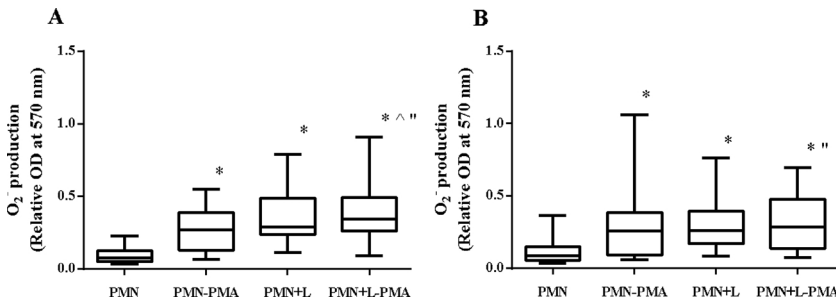 A
O₂⁻ production
(Relative OD at 570 nm)
1.5
1.0
0.5
0.0
*
*
* ^ "
PMN
PMN-PMA
PMN+L
PMN+L-PMA
B
O₂⁻ production
(Relative OD at 570 nm)
1.5
1.0
0.5
0.0
*
*
* "
PMN
PMN-PMA
PMN+L
PMN+L-PMA